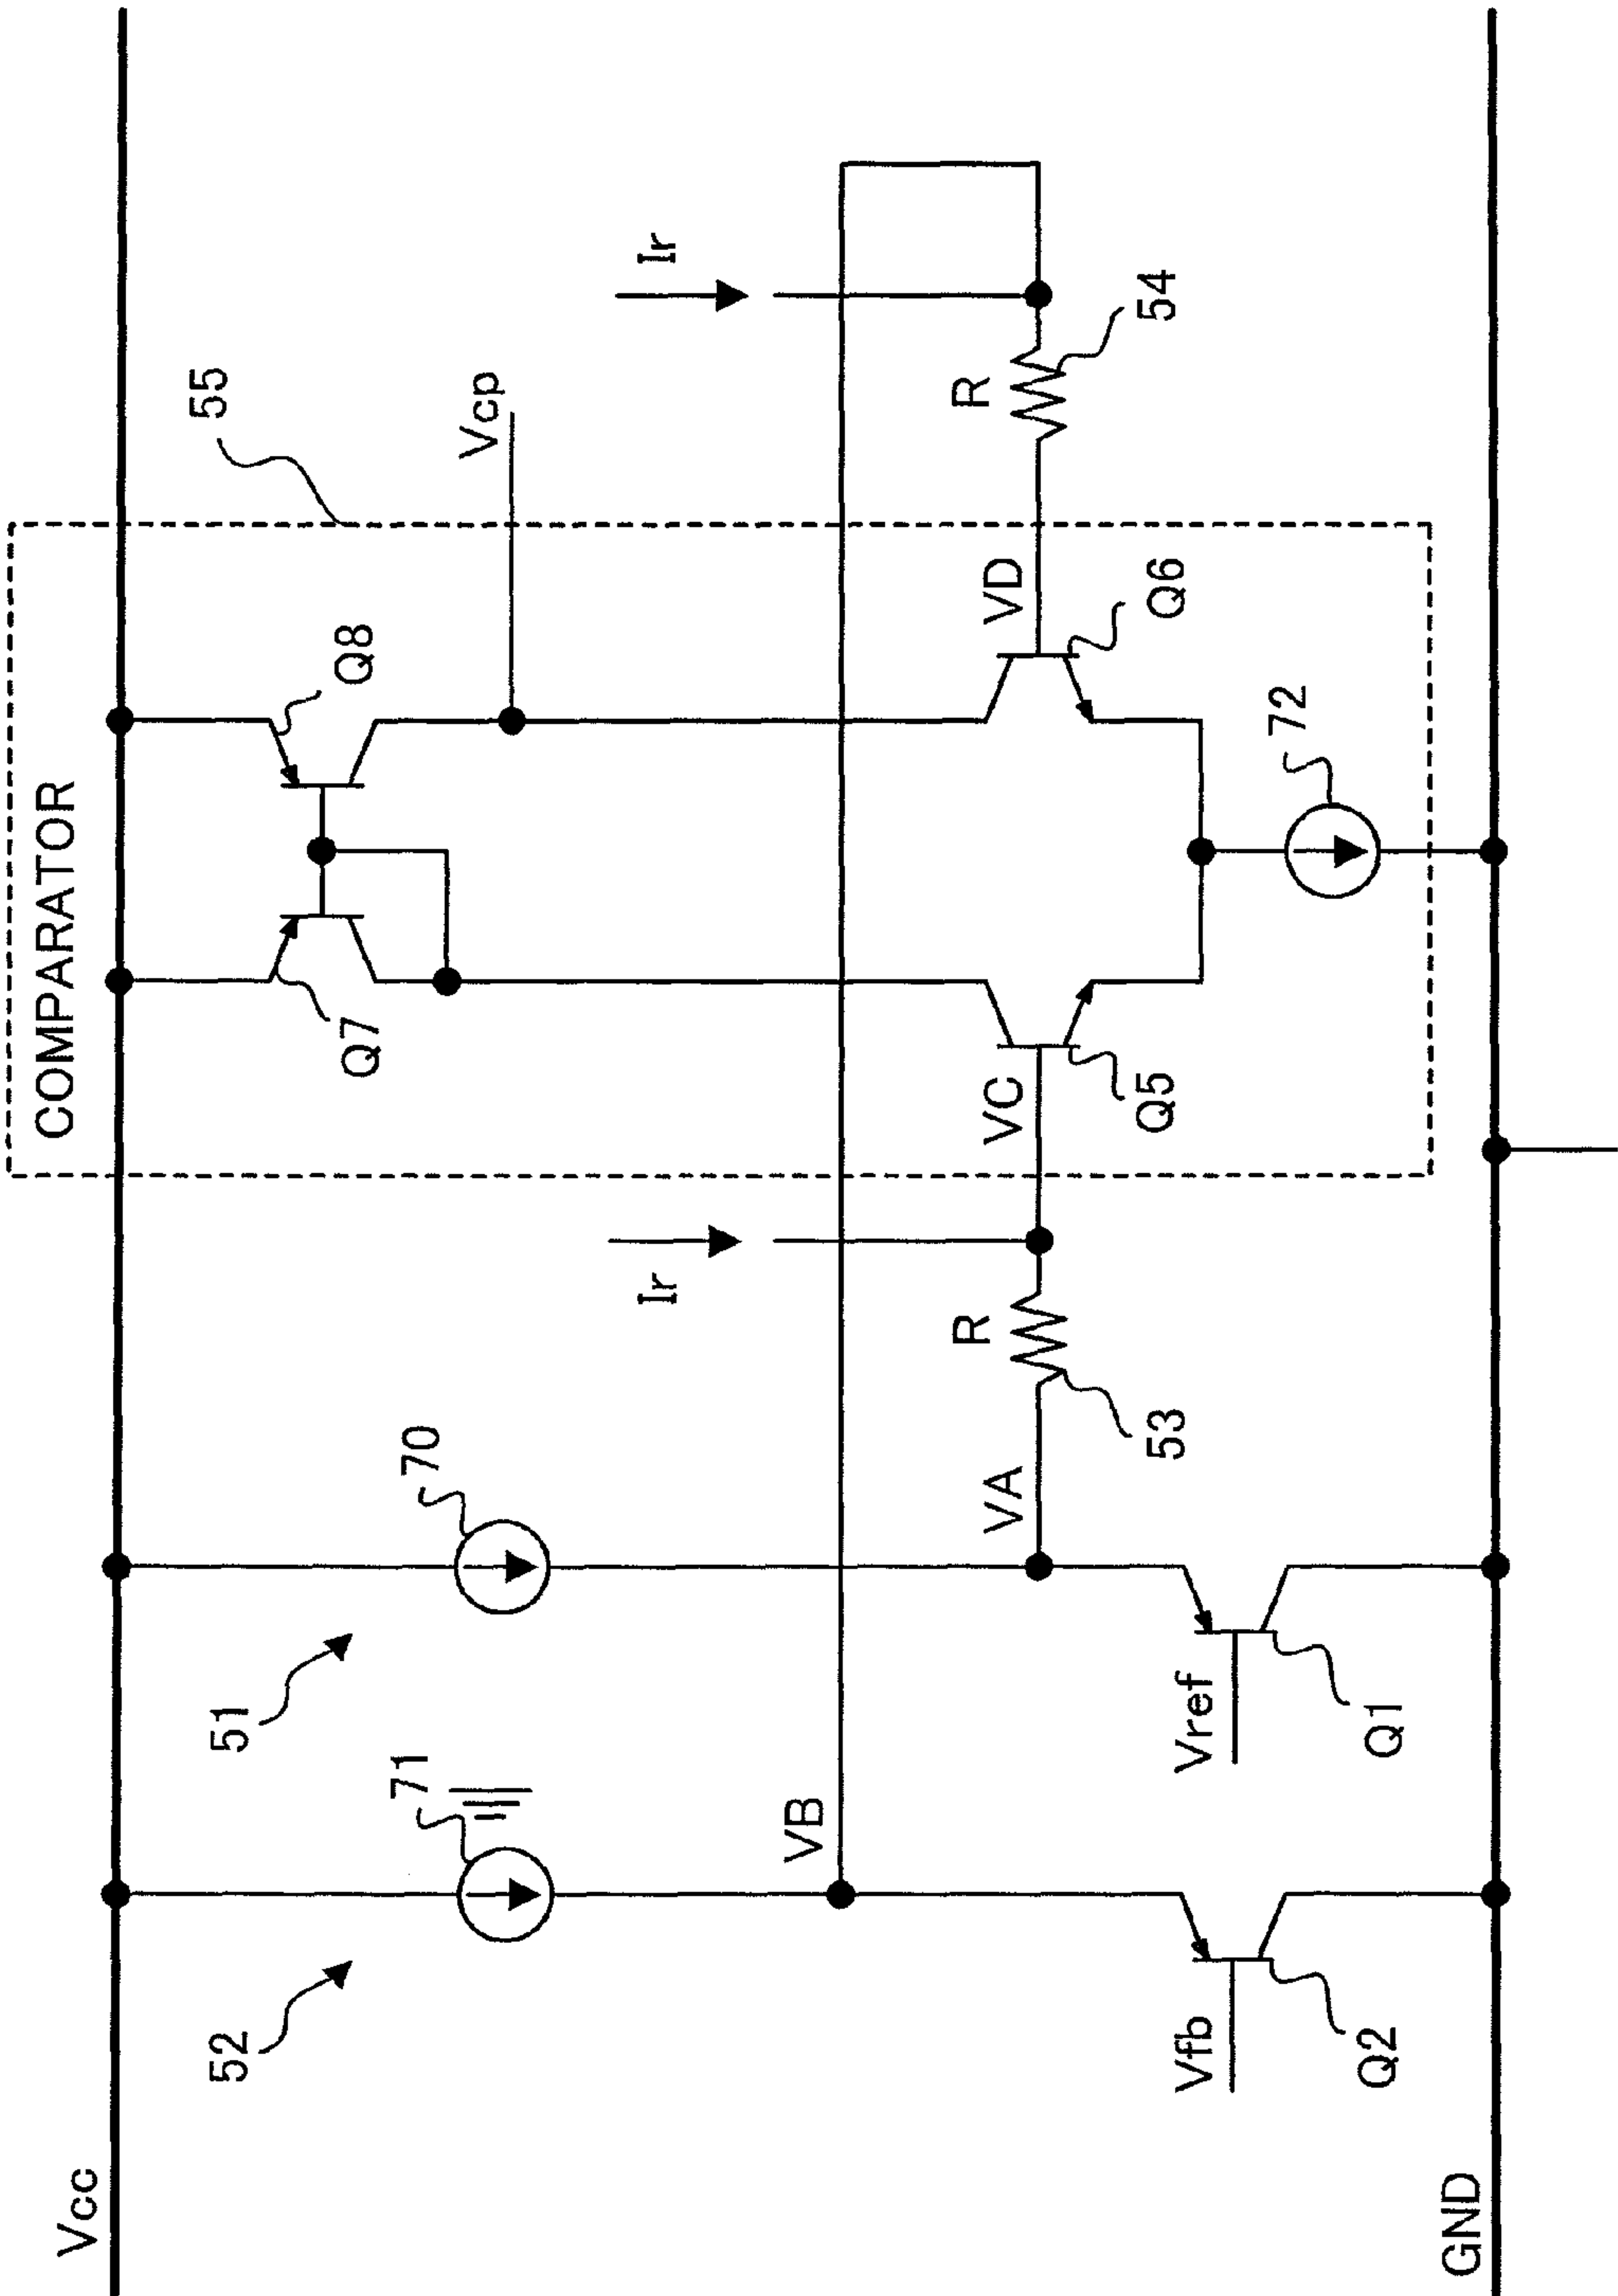 Vcc
COMPARATOR
55
52
51
71
70
Q7
Q8
Vcp
Ir
Ir
VB
VA
R
VC
VD
R
53
54
Vfb
Vref
Q5
Q6
Q2
Q1
72
GND